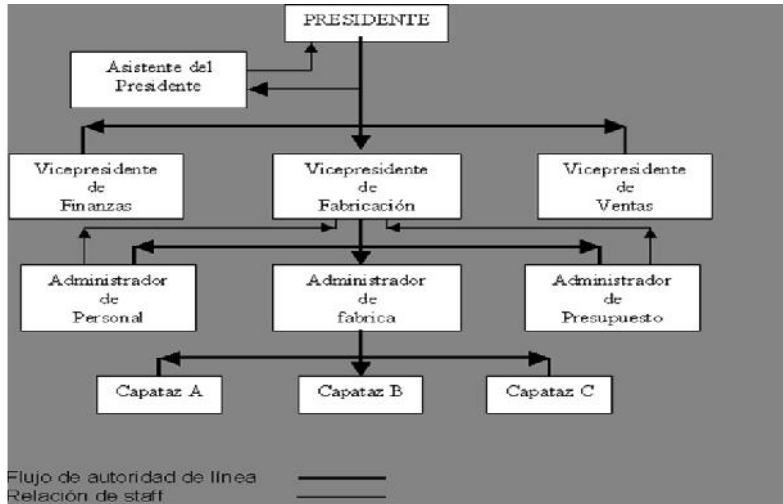 PRESIDENTE
Asistente del
Presidente
Vicepresidente
de
Finanzas
Vicepresidente
de
Fabricación
Vicepresidente
de
Ventas
Administrador
de
Personal
Administrador
de
fabrica
Administrador
de
Presupuesto
Capataz A
Capataz B
Capataz C
Flujo de autoridad de línea
Relación de staff